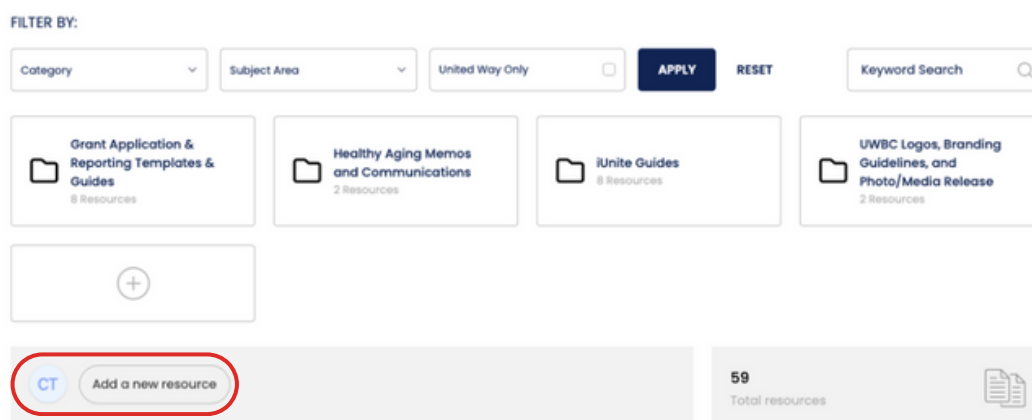 FILTER BY:
Category
Subject Area
United Way Only
APPLY
RESET
Keyword Search
Grant Application &
Reporting Templates &
Guides
8 Resources
Healthy Aging Memos
and Communications
2 Resources
iUnite Guides
8 Resources
UWBC Logos, Branding
Guidelines, and
Photo/Media Release
2 Resources
CT
Add a new resource
59
Total resources